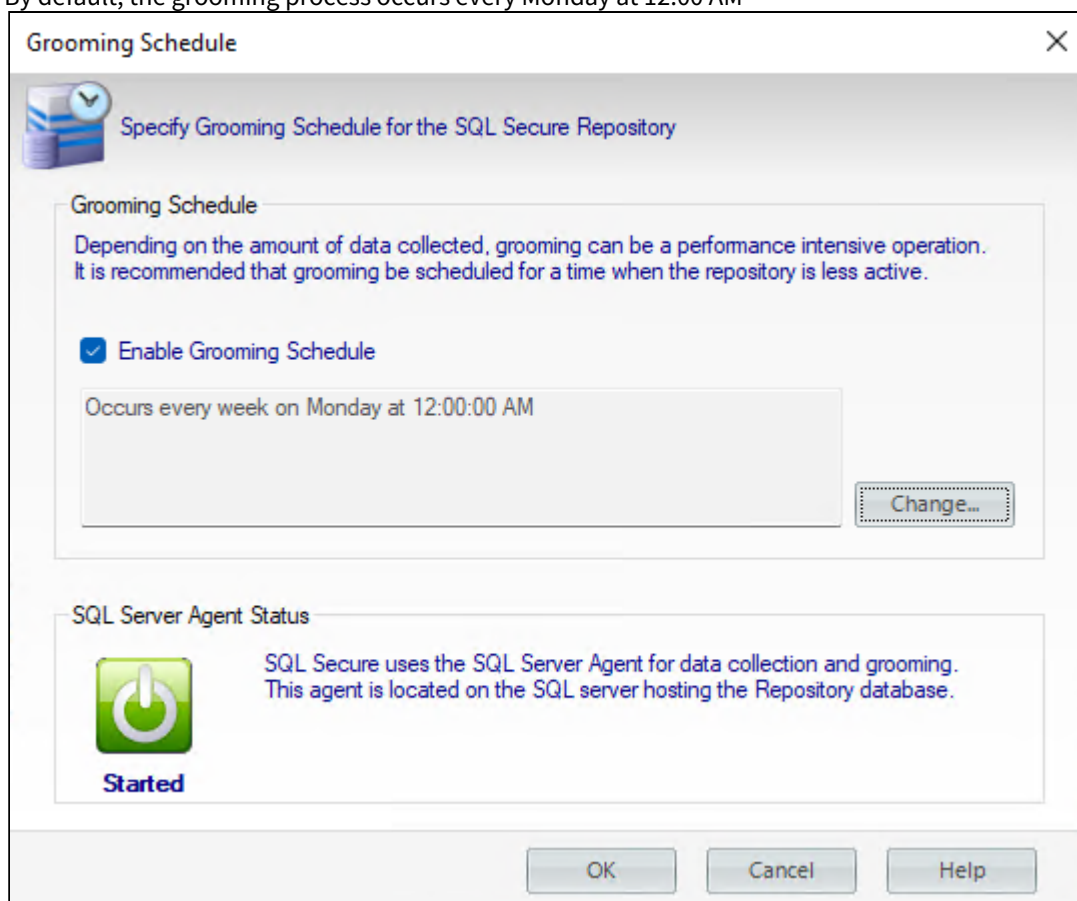 By default, the grooming process occurs every Monday at 12:00 AM
Grooming Schedule
Specify Grooming Schedule for the SQL Secure Repository
Grooming Schedule
Depending on the amount of data collected, grooming can be a performance intensive operation.
It is recommended that grooming be scheduled for a time when the repository is less active.
Enable Grooming Schedule
Occurs every week on Monday at 12:00:00 AM
Change...
SQL Server Agent Status
SQL Secure uses the SQL Server Agent for data collection and grooming.
This agent is located on the SQL server hosting the Repository database.
Started
OK
Cancel
Help